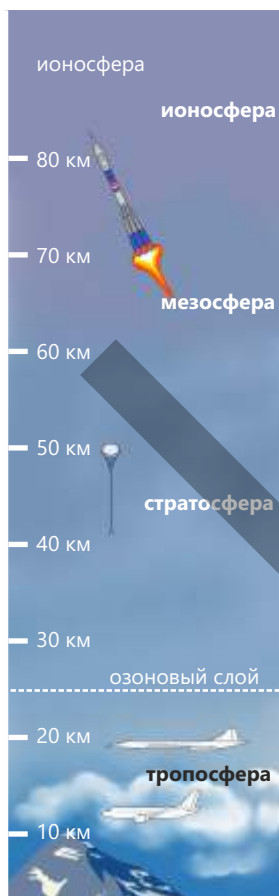 ионосфера
ионосфера
80 км
70 км
мезосфера
60 км
50 км
стратосфера
40 км
30 км
озоновый слой
20 км
тропосфера
10 км